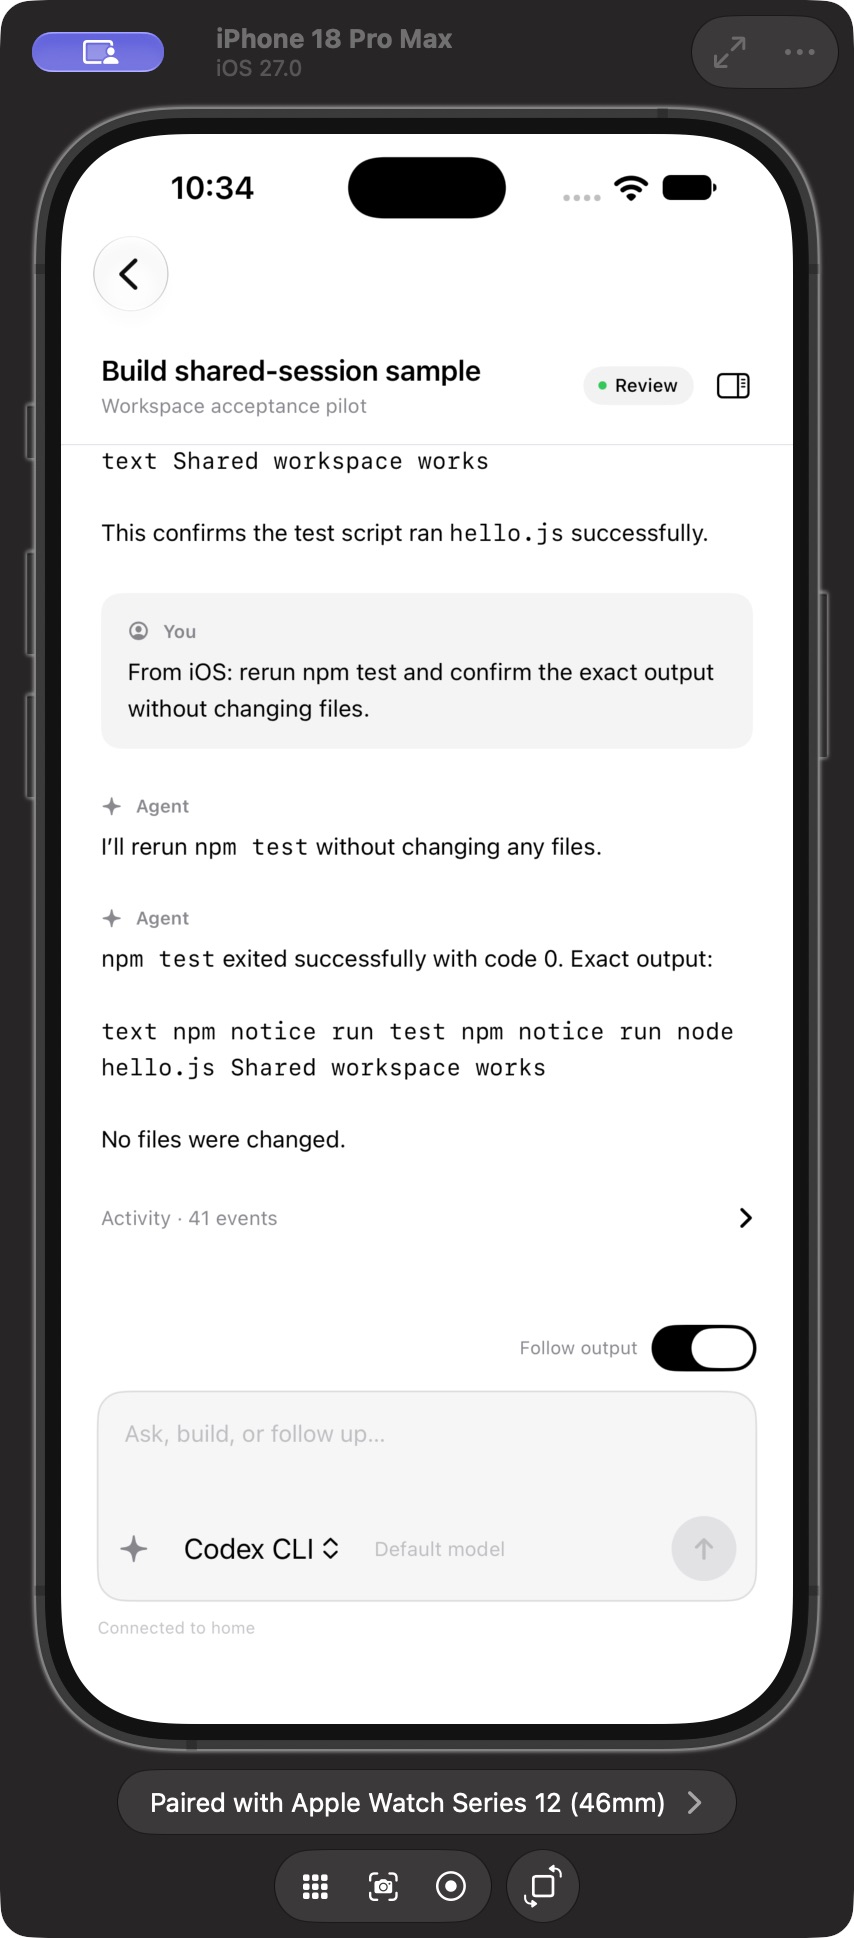 iPhone 18 Pro Max
iOS 27.0
10:34
Build shared-session sample
Workspace acceptance pilot
Review
text Shared workspace works
This confirms the test script ran hello.js successfully.
You
From iOS: rerun npm test and confirm the exact output
without changing files.
Agent
I’ll rerun npm test without changing any files.
Agent
npm test exited successfully with code 0. Exact output:
text npm notice run test npm notice run node
hello.js Shared workspace works
No files were changed.
Activity · 41 events
Follow output
Ask, build, or follow up...
Codex CLI
Default model
Connected to home
Paired with Apple Watch Series 12 (46mm)